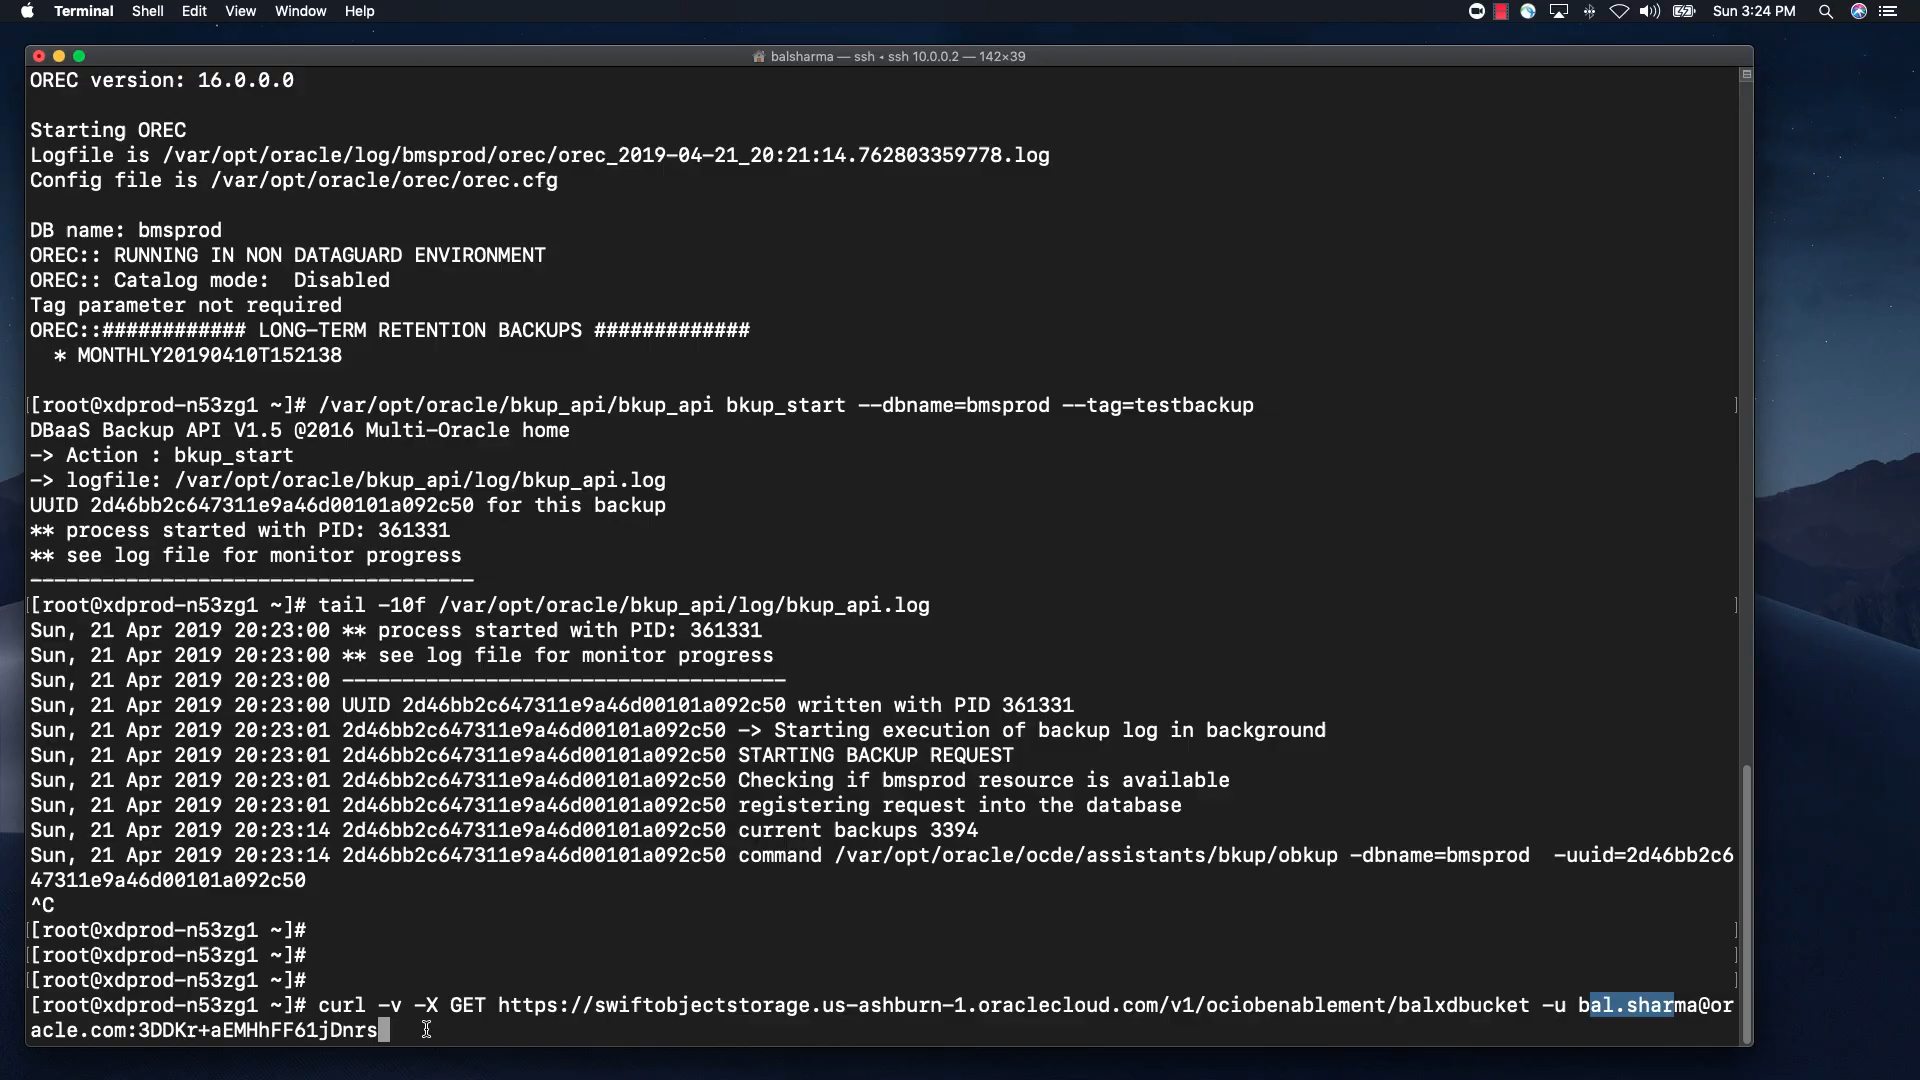 Terminal Shell Edit View Window Help Sun 3:24 PM
balsharma — ssh ◂ ssh 10.0.0.2 — 142×39
OREC version: 16.0.0.0
Starting OREC
Logfile is /var/opt/oracle/log/bmsprod/orec/orec_2019-04-21_20:21:14.762803359778.log
Config file is /var/opt/oracle/orec/orec.cfg
DB name: bmsprod
OREC:: RUNNING IN NON DATAGUARD ENVIRONMENT
OREC:: Catalog mode:  Disabled
Tag parameter not required
OREC::############ LONG-TERM RETENTION BACKUPS #############
  * MONTHLY20190410T152138
[[root@xdprod-n53zg1 ~]# /var/opt/oracle/bkup_api/bkup_api bkup_start --dbname=bmsprod --tag=testbackup ]
DBaaS Backup API V1.5 @2016 Multi-Oracle home
-> Action : bkup_start
-> logfile: /var/opt/oracle/bkup_api/log/bkup_api.log
UUID 2d46bb2c647311e9a46d00101a092c50 for this backup
** process started with PID: 361331
** see log file for monitor progress
-------------------------------------
[[root@xdprod-n53zg1 ~]# tail -10f /var/opt/oracle/bkup_api/log/bkup_api.log ]
Sun, 21 Apr 2019 20:23:00 ** process started with PID: 361331
Sun, 21 Apr 2019 20:23:00 ** see log file for monitor progress
Sun, 21 Apr 2019 20:23:00 -------------------------------------
Sun, 21 Apr 2019 20:23:00 UUID 2d46bb2c647311e9a46d00101a092c50 written with PID 361331
Sun, 21 Apr 2019 20:23:01 2d46bb2c647311e9a46d00101a092c50 -> Starting execution of backup log in background
Sun, 21 Apr 2019 20:23:01 2d46bb2c647311e9a46d00101a092c50 STARTING BACKUP REQUEST
Sun, 21 Apr 2019 20:23:01 2d46bb2c647311e9a46d00101a092c50 Checking if bmsprod resource is available
Sun, 21 Apr 2019 20:23:01 2d46bb2c647311e9a46d00101a092c50 registering request into the database
Sun, 21 Apr 2019 20:23:14 2d46bb2c647311e9a46d00101a092c50 current backups 3394
Sun, 21 Apr 2019 20:23:14 2d46bb2c647311e9a46d00101a092c50 command /var/opt/oracle/ocde/assistants/bkup/obkup -dbname=bmsprod  -uuid=2d46bb2c6
47311e9a46d00101a092c50
^C
[[root@xdprod-n53zg1 ~]# ]
[[root@xdprod-n53zg1 ~]# ]
[[root@xdprod-n53zg1 ~]# ]
[root@xdprod-n53zg1 ~]# curl -v -X GET https://swiftobjectstorage.us-ashburn-1.oraclecloud.com/v1/ociobenablement/balxdbucket -u bal.sharma@or
acle.com:3DDKr+aEMHhFF61jDnrs